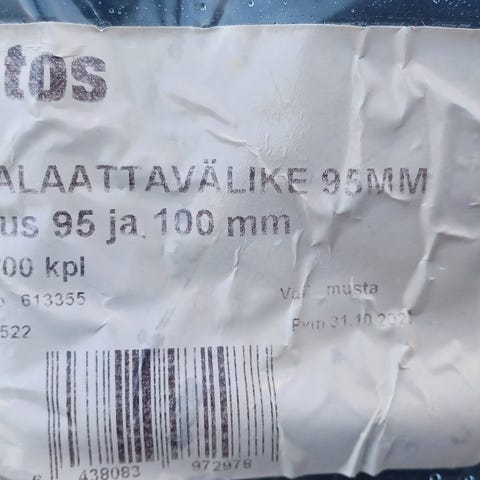 tos
ALAATTAVÄLIKE 95MM
us 95 ja 100 mm
00 kpl
613355
musta
522
Pvm 31.10.202
6 438083 972978